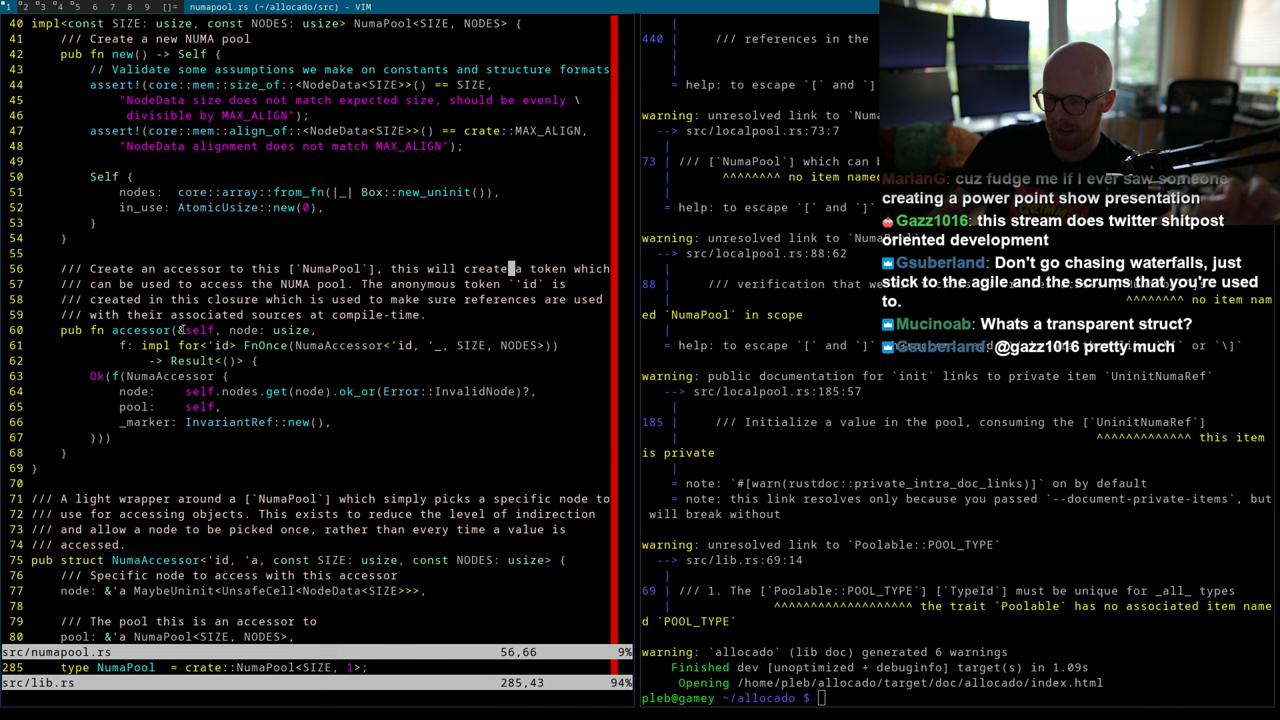 1 2 3 4 5 6 7 8 9 []= numapool.rs (~/allocado/src) - VIM
40 impl<const SIZE: usize, const NODES: usize> NumaPool<SIZE, NODES> {
41 /// Create a new NUMA pool
42 pub fn new() -> Self {
43 // Validate some assumptions we make on constants and structure formats
44 assert!(core::mem::size_of::<NodeData<SIZE>>() == SIZE,
45 "NodeData size does not match expected size, should be evenly \
46 divisible by MAX_ALIGN");
47 assert!(core::mem::align_of::<NodeData<SIZE>>() == crate::MAX_ALIGN,
48 "NodeData alignment does not match MAX_ALIGN");
49
50 Self {
51 nodes: core::array::from_fn(|_| Box::new_uninit()),
52 in_use: AtomicUsize::new(0),
53 }
54 }
55
56 /// Create an accessor to this [`NumaPool`], this will create a token which
57 /// can be used to access the NUMA pool. The anonymous token ``id` is
58 /// created in this closure which is used to make sure references are used
59 /// with their associated sources at compile-time.
60 pub fn accessor(&self, node: usize,
61 f: impl for<'id> FnOnce(NumaAccessor<'id, '_, SIZE, NODES>))
62 -> Result<()> {
63 Ok(f(NumaAccessor {
64 node: self.nodes.get(node).ok_or(Error::InvalidNode)?,
65 pool: self,
66 _marker: InvariantRef::new(),
67 }))
68 }
69 }
70
71 /// A light wrapper around a [`NumaPool`] which simply picks a specific node to
72 /// use for accessing objects. This exists to reduce the level of indirection
73 /// and allow a node to be picked once, rather than every time a value is
74 /// accessed.
75 pub struct NumaAccessor<'id, 'a, const SIZE: usize, const NODES: usize> {
76 /// Specific node to access with this accessor
77 node: &'a MaybeUninit<UnsafeCell<NodeData<SIZE>>>,
78
79 /// The pool this is an accessor to
80 pool: &'a NumaPool<SIZE, NODES>,
src/numapool.rs 56,66 9%
285 type NumaPool = crate::NumaPool<SIZE, 1>;
src/lib.rs 285,43 94%
|
440 | /// references in the
|
|
= help: to escape `[` and `]`
warning: unresolved link to `Numa
--> src/localpool.rs:73:7
|
73 | /// [`NumaPool`] which can b
| ^^^^^^^^ no item named
|
= help: to escape `[` and `]`
warning: unresolved link to `Numa
--> src/localpool.rs:88:62
|
88 | /// verification that we
| ^^^^^^^^ no item nam
ed `NumaPool` in scope
|
= help: to escape `[` and `]`
warning: public documentation for `init` links to private item `UninitNumaRef`
--> src/localpool.rs:185:57
|
185 | /// Initialize a value in the pool, consuming the [`UninitNumaRef`]
| ^^^^^^^^^^^^^ this item
is private
|
= note: `#[warn(rustdoc::private_intra_doc_links)]` on by default
= note: this link resolves only because you passed `--document-private-items`, but
will break without
warning: unresolved link to `Poolable::POOL_TYPE`
--> src/lib.rs:69:14
|
69 | /// 1. The [`Poolable::POOL_TYPE`] [`TypeId`] must be unique for _all_ types
| ^^^^^^^^^^^^^^^^^^^ the trait `Poolable` has no associated item name
d `POOL_TYPE`
warning: `allocado` (lib doc) generated 6 warnings
Finished dev [unoptimized + debuginfo] target(s) in 1.09s
Opening /home/pleb/allocado/target/doc/allocado/index.html
pleb@gamey ~/allocado $
MarianG: cuz fudge me if I ever saw someone
creating a power point show presentation
Gazz1016: this stream does twitter shitpost
oriented development
Gsuberland: Don't go chasing waterfalls, just
stick to the agile and the scrums that you're used
to.
Mucinoab: Whats a transparent struct?
Gsuberland: @gazz1016 pretty much